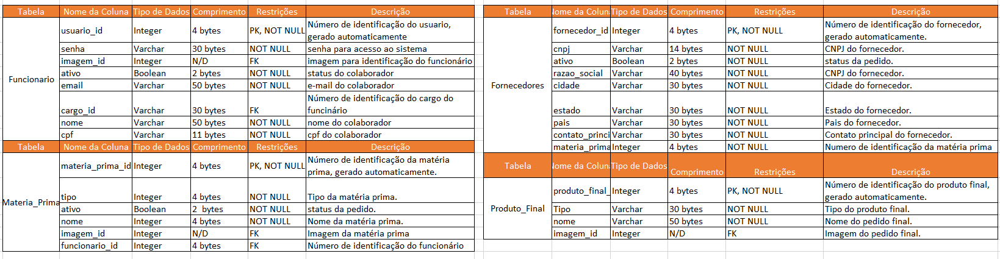 Tabela Nome da Coluna Tipo de Dados Comprimento Restrições Descrição
Funcionario
usuario_id Integer 4 bytes PK, NOT NULL Número de identificação do usuario,
gerado automaticamente
senha Varchar 30 bytes NOT NULL senha para acesso ao sistema
imagem_id Integer N/D FK imagem para identificação do funcionário
ativo Boolean 2 bytes NOT NULL status do colaborador
email Varchar 50 bytes NOT NULL e-mail do colaborador
cargo_id Varchar 30 bytes FK Número de identificação do cargo do
funcinário
nome Varchar 50 bytes NOT NULL nome do colaborador
cpf Varchar 11 bytes NOT NULL cpf do colaborador
Tabela Nome da Coluna Tipo de Dados Comprimento Restrições Descrição
Materia_Prima
materia_prima_id Integer 4 bytes PK, NOT NULL Número de identificação da matéria
prima, gerado automaticamente.
tipo Integer 4 bytes NOT NULL Tipo da matéria prima.
ativo Boolean 2 bytes NOT NULL status da pedido.
nome Integer 4 bytes NOT NULL Nome da matéria prima.
imagem_id Integer N/D FK Imagem da matéria prima
funcionario_id Integer 4 bytes FK Número de identificação do funcionário
Tabela Nome da Coluna Tipo de Dados Comprimento Restrições Descrição
Fornecedores
fornecedor_id Integer 4 bytes PK, NOT NULL Número de identificação do fornecedor,
gerado automaticamente.
cnpj Varchar 14 bytes NOT NULL CNPJ do fornecedor.
ativo Boolean 2 bytes NOT NULL status da pedido.
razao_social Varchar 40 bytes NOT NULL CNPJ do fornecedor.
cidade Varchar 30 bytes NOT NULL Cidade do fornecedor.
estado Varchar 30 bytes NOT NULL Estado do fornecedor.
pais Varchar 30 bytes NOT NULL Pais do fornecedor.
contato_princi Varchar 30 bytes NOT NULL Contato principal do fornecedor.
materia_prima Integer 4 bytes NOT NULL Numero de identificação da matéria prima
Tabela Nome da Coluna Tipo de Dados Comprimento Restrições Descrição
Produto_Final
produto_final_ Integer 4 bytes PK, NOT NULL Número de identificação do produto final,
gerado automaticamente.
Tipo Varchar 30 bytes NOT NULL Tipo do produto final.
nome Varchar 50 bytes NOT NULL Nome do pedido final.
imagem_id Integer N/D FK Imagem do pedido final.